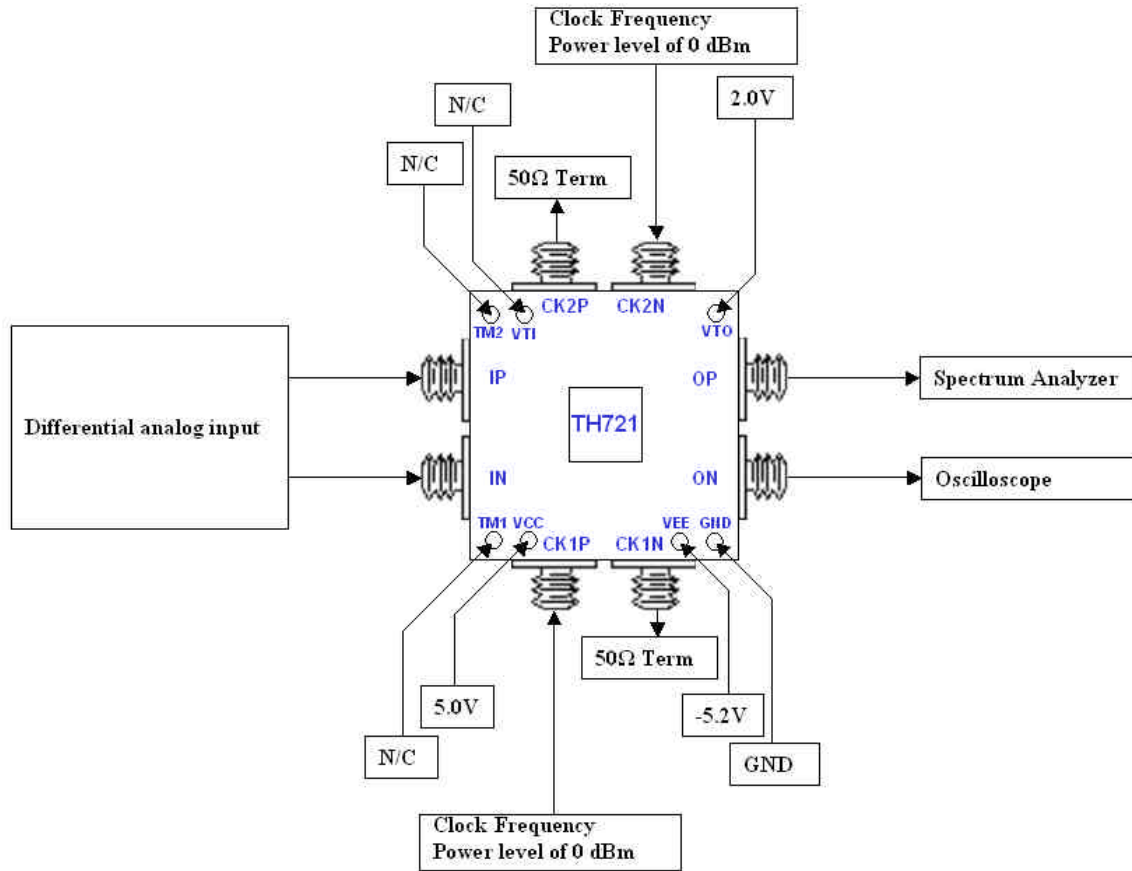 Clock Frequency
Power level of 0 dBm
N/C
2.0V
N/C
50Ω Term
CK2P
CK2N
TM2
VTI
VTO
IP
OP
Spectrum Analyzer
Differential analog input
TH721
IN
ON
Oscilloscope
TM1
VCC
VEE
GND
CK1P
CK1N
50Ω Term
5.0V
-5.2V
N/C
GND
Clock Frequency
Power level of 0 dBm